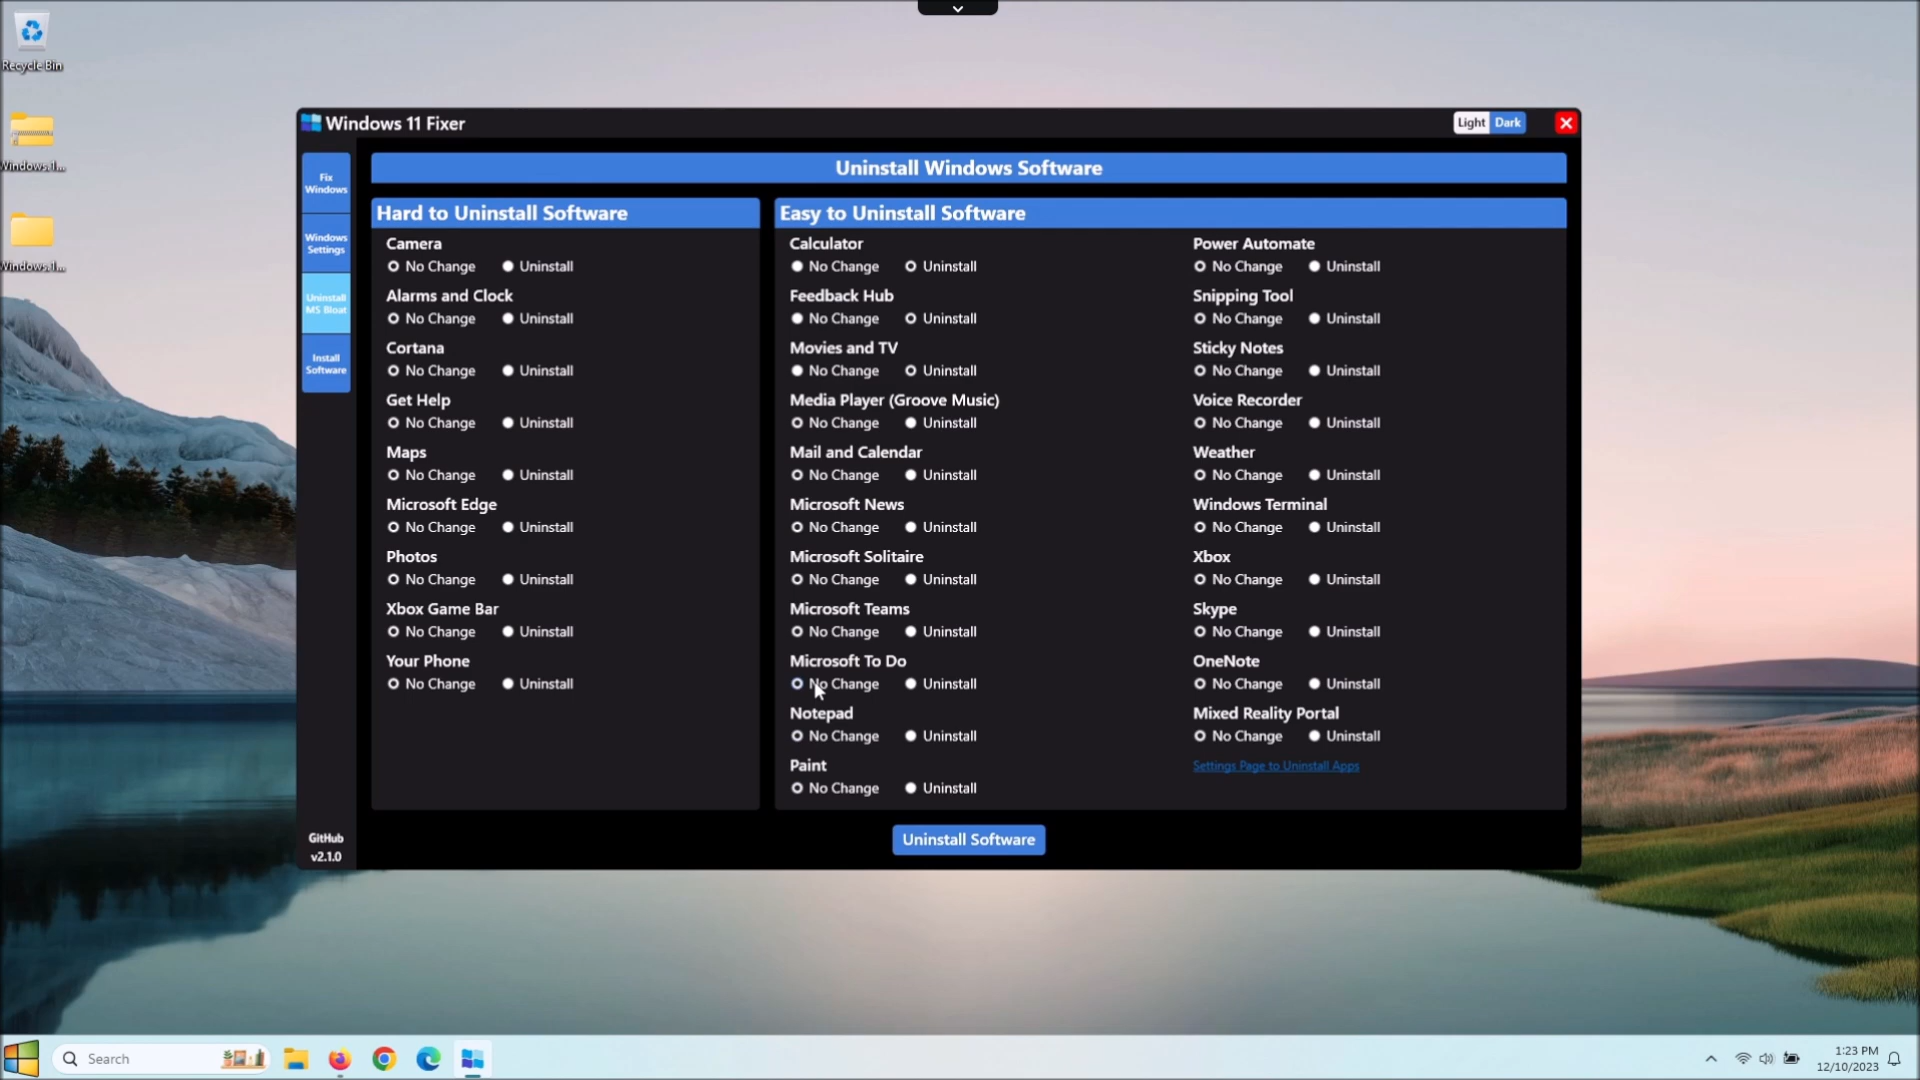 Recycle Bin
Windows.1l...
Windows.1l...
Windows 11 Fixer
Light Dark
Fix
Windows
Windows
Settings
Uninstall
MS Bloat
Install
Software
GitHub
v2.1.0
Uninstall Windows Software
Hard to Uninstall Software
Camera
No Change Uninstall
Alarms and Clock
No Change Uninstall
Cortana
No Change Uninstall
Get Help
No Change Uninstall
Maps
No Change Uninstall
Microsoft Edge
No Change Uninstall
Photos
No Change Uninstall
Xbox Game Bar
No Change Uninstall
Your Phone
No Change Uninstall
Easy to Uninstall Software
Calculator
No Change Uninstall
Feedback Hub
No Change Uninstall
Movies and TV
No Change Uninstall
Media Player (Groove Music)
No Change Uninstall
Mail and Calendar
No Change Uninstall
Microsoft News
No Change Uninstall
Microsoft Solitaire
No Change Uninstall
Microsoft Teams
No Change Uninstall
Microsoft To Do
No Change Uninstall
Notepad
No Change Uninstall
Paint
No Change Uninstall
Power Automate
No Change Uninstall
Snipping Tool
No Change Uninstall
Sticky Notes
No Change Uninstall
Voice Recorder
No Change Uninstall
Weather
No Change Uninstall
Windows Terminal
No Change Uninstall
Xbox
No Change Uninstall
Skype
No Change Uninstall
OneNote
No Change Uninstall
Mixed Reality Portal
No Change Uninstall
Settings Page to Uninstall Apps
Uninstall Software
Search
1:23 PM
12/10/2023